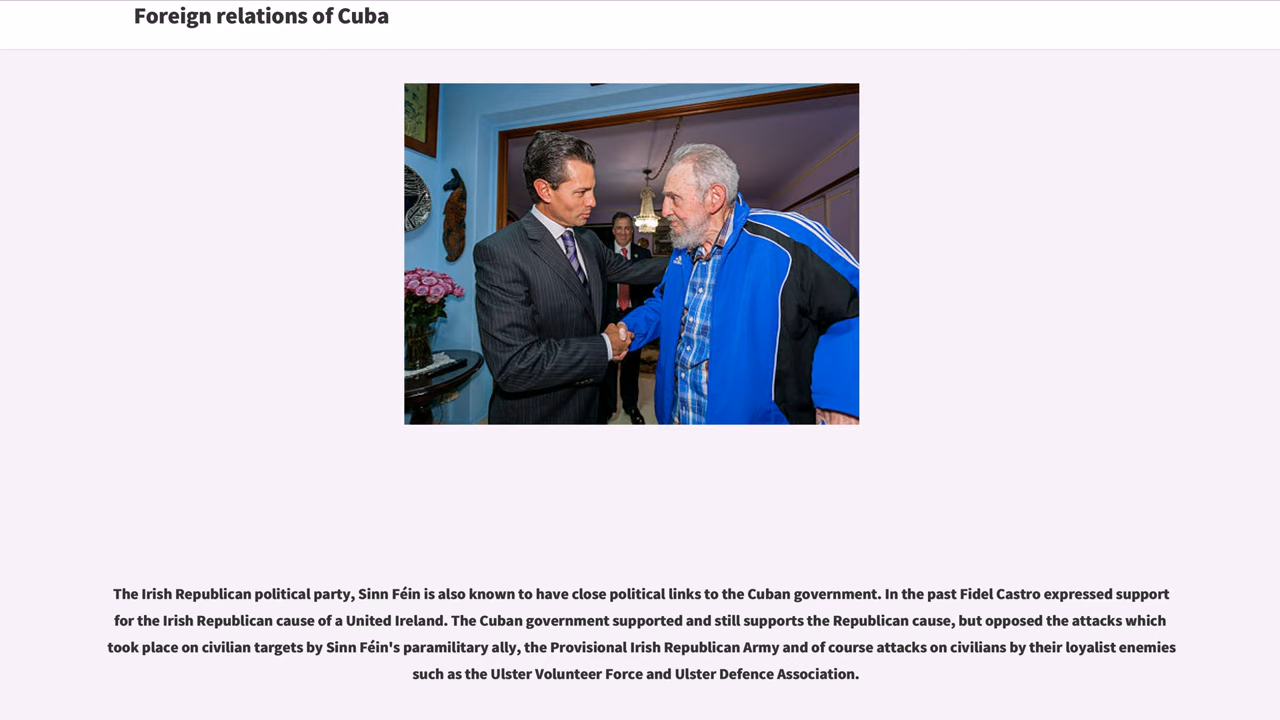 Foreign relations of Cuba
The Irish Republican political party, Sinn Féin is also known to have close political links to the Cuban government. In the past Fidel Castro expressed support
for the Irish Republican cause of a United Ireland. The Cuban government supported and still supports the Republican cause, but opposed the attacks which
took place on civilian targets by Sinn Féin's paramilitary ally, the Provisional Irish Republican Army and of course attacks on civilians by their loyalist enemies
such as the Ulster Volunteer Force and Ulster Defence Association.